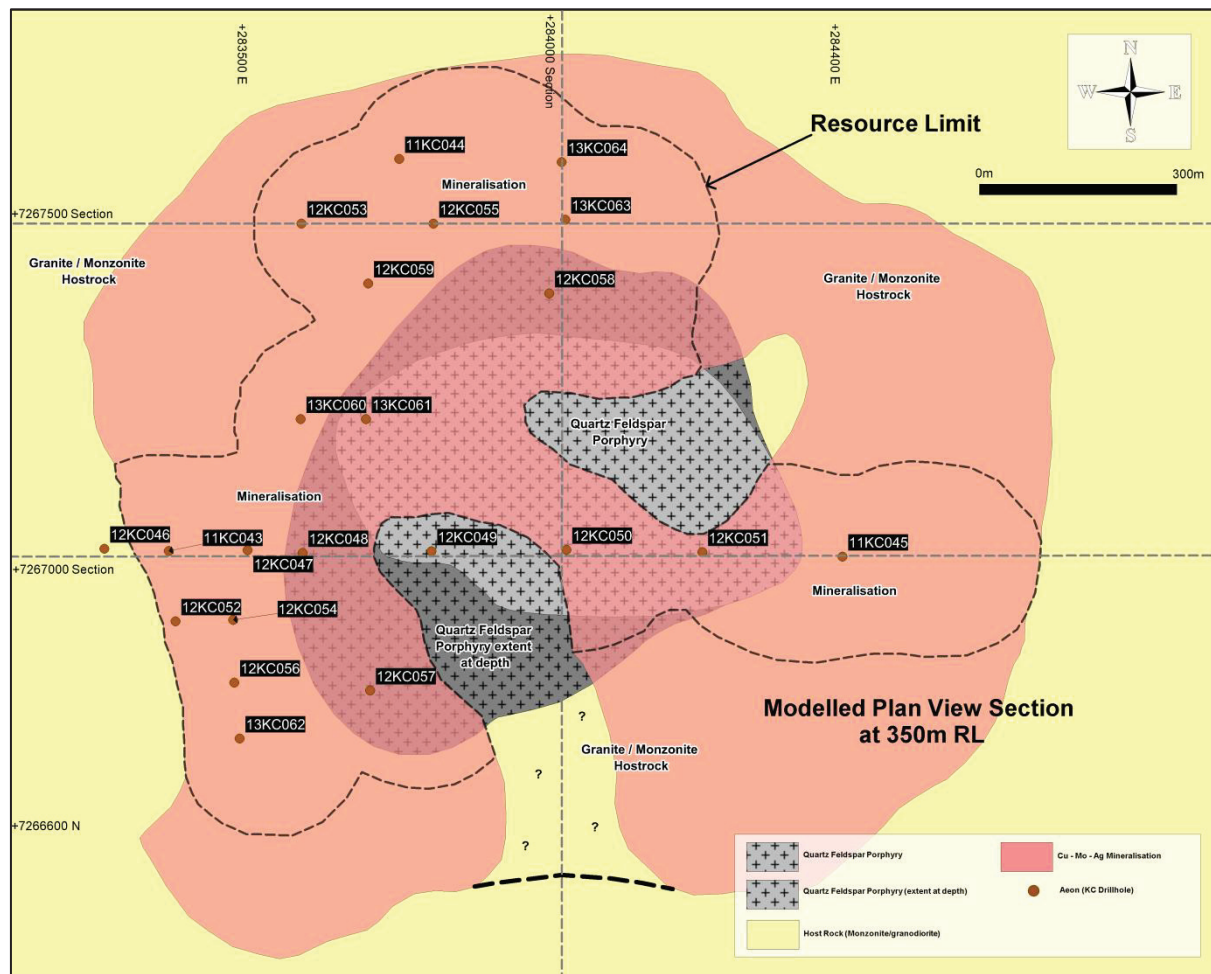 +283500 E
+284000 Section
+284400 E
N
W
E
S
Resource Limit
0m
300m
11KC044
13KC064
Mineralisation
+7267500 Section
12KC053
12KC055
13KC063
Granite / Monzonite
Hostrock
12KC059
12KC058
Granite / Monzonite
Hostrock
13KC060
13KC061
Quartz Feldspar
Porphyry
Mineralisation
12KC046
11KC043
12KC048
12KC049
12KC050
12KC051
11KC045
12KC047
+7267000 Section
Mineralisation
12KC052
12KC054
Quartz Feldspar
Porphyry extent
at depth
12KC056
12KC057
13KC062
Modelled Plan View Section
at 350m RL
?
Granite / Monzonite
Hostrock
?
?
?
+7266600 N
Quartz Feldspar Porphyry
Cu - Mo - Ag Mineralisation
Quartz Feldspar Porphyry (extent at depth)
Aeon (KC Drillhole)
Host Rock (Monzonite/granodiorite)